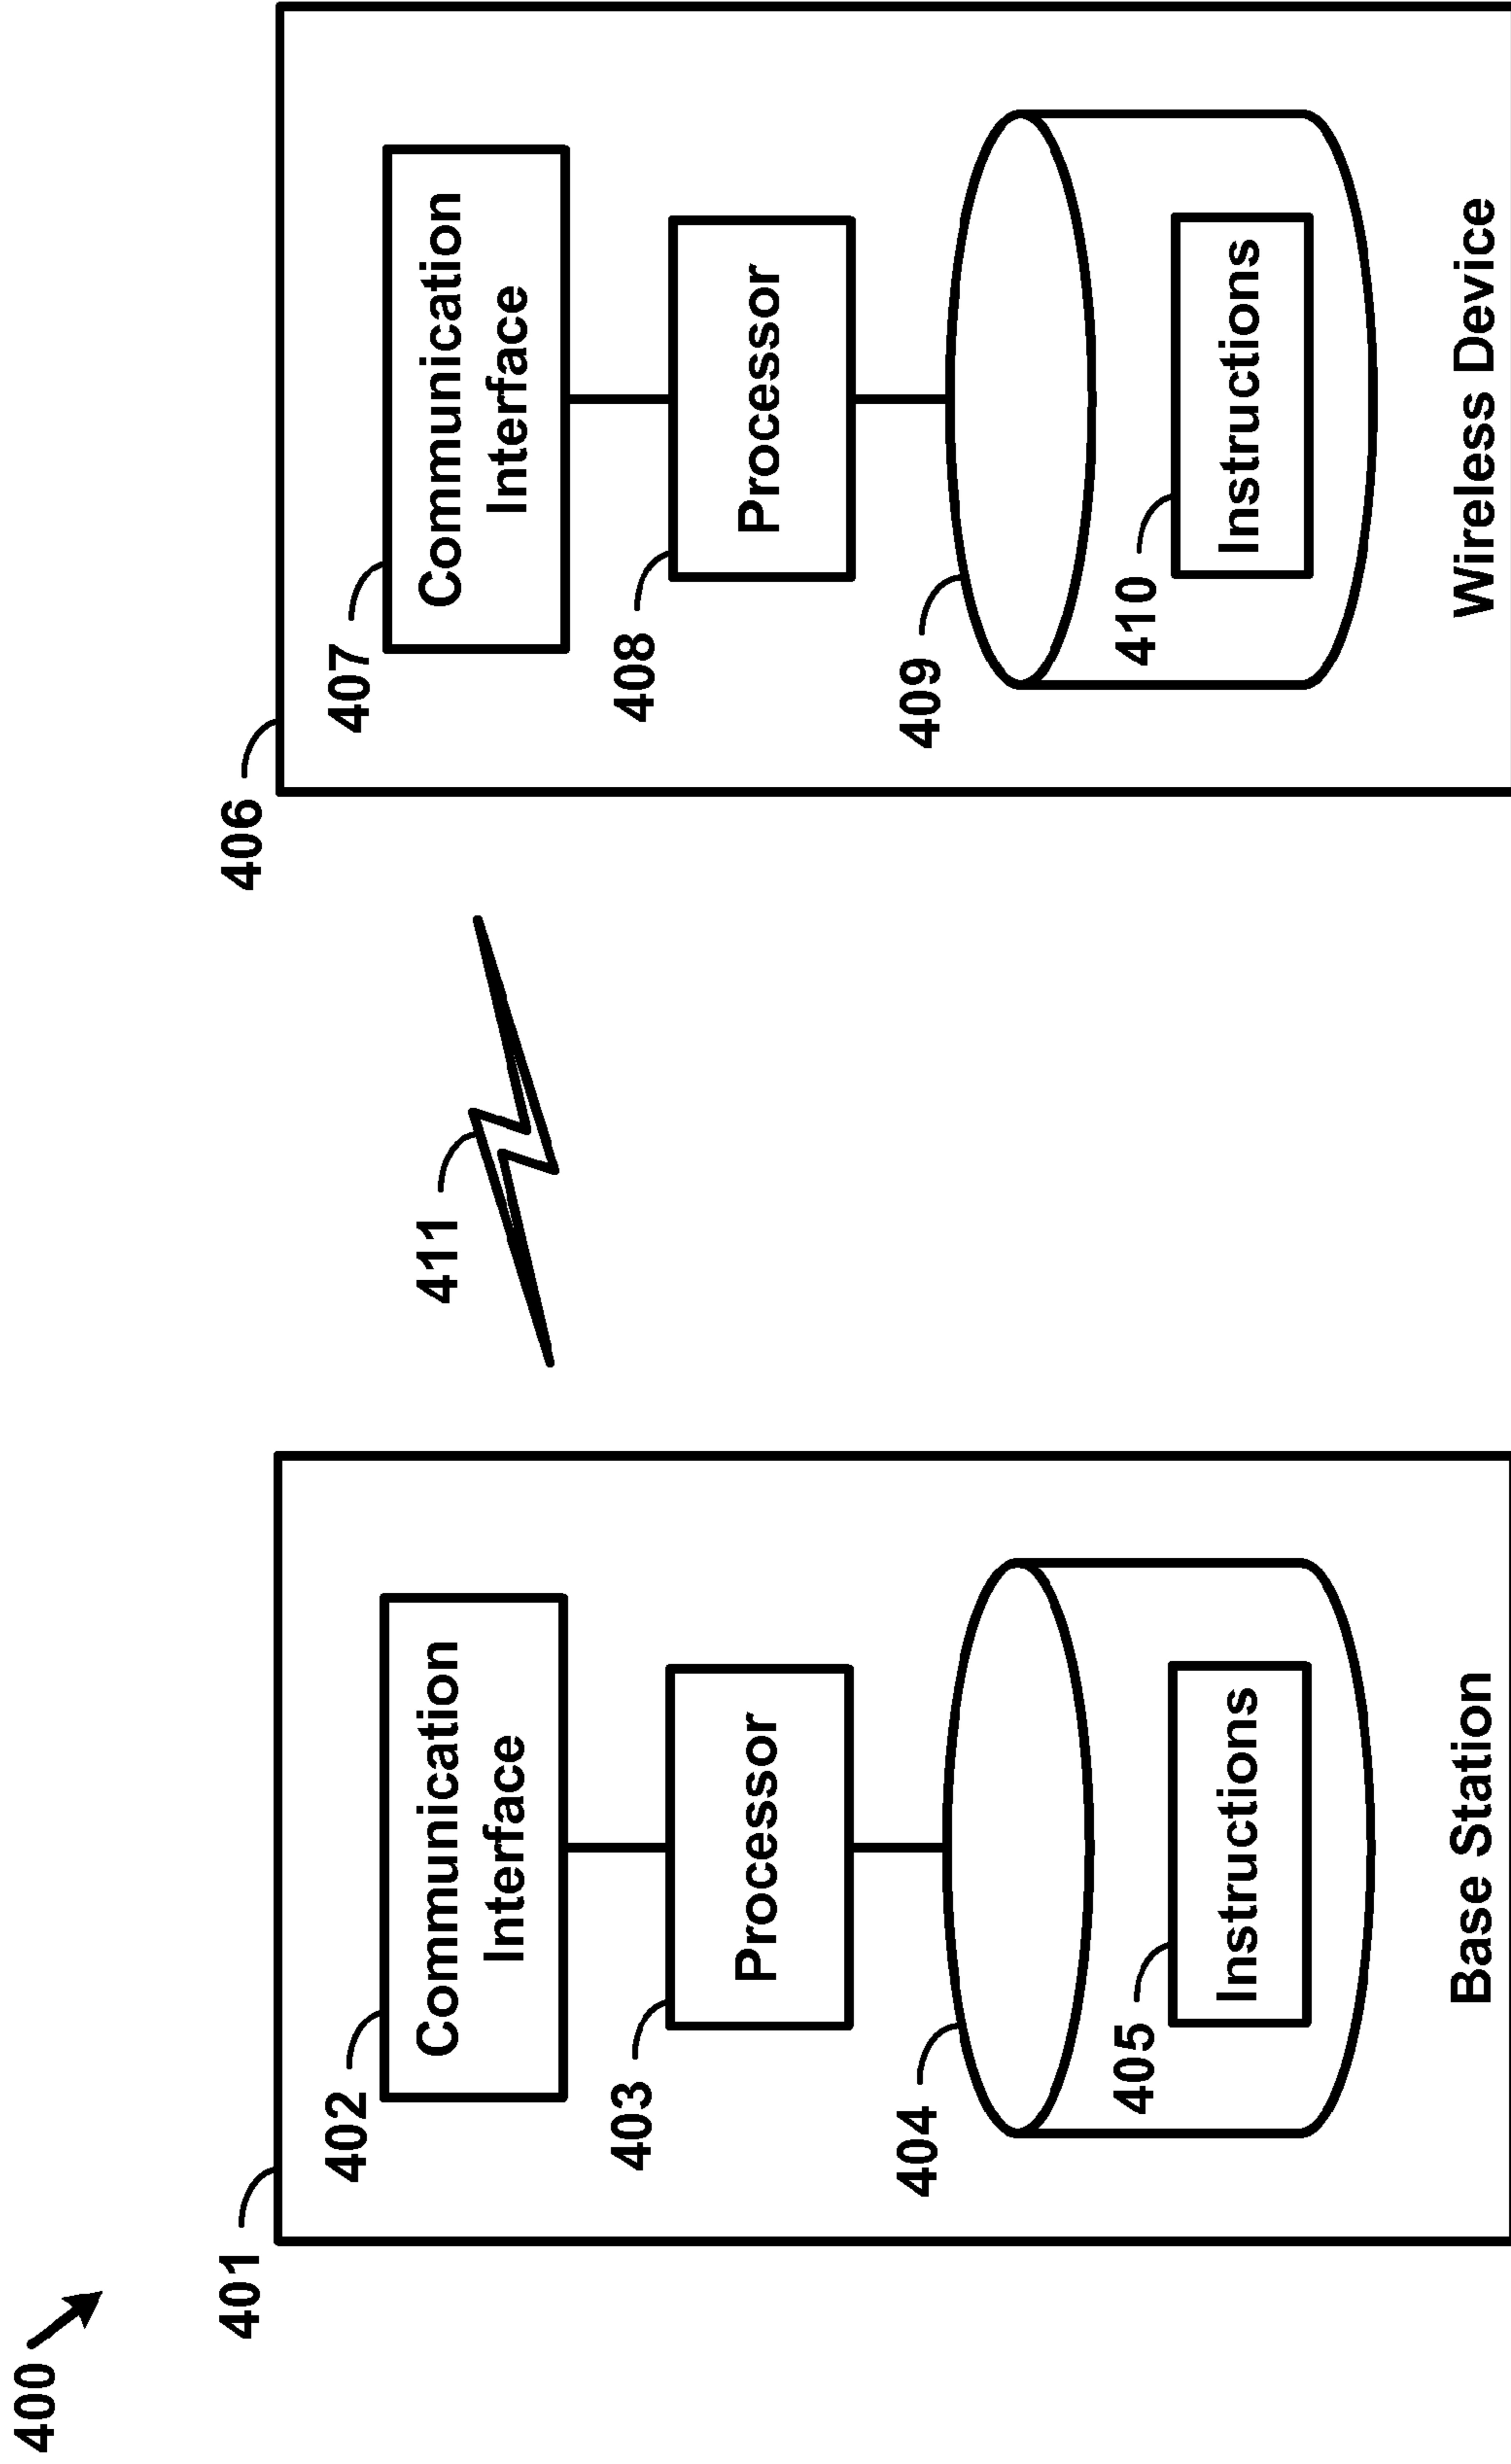 400
401
402
Communication
Interface
403
Processor
404
405
Instructions
Base Station
411
406
407
Communication
Interface
408
Processor
409
410
Instructions
Wireless Device